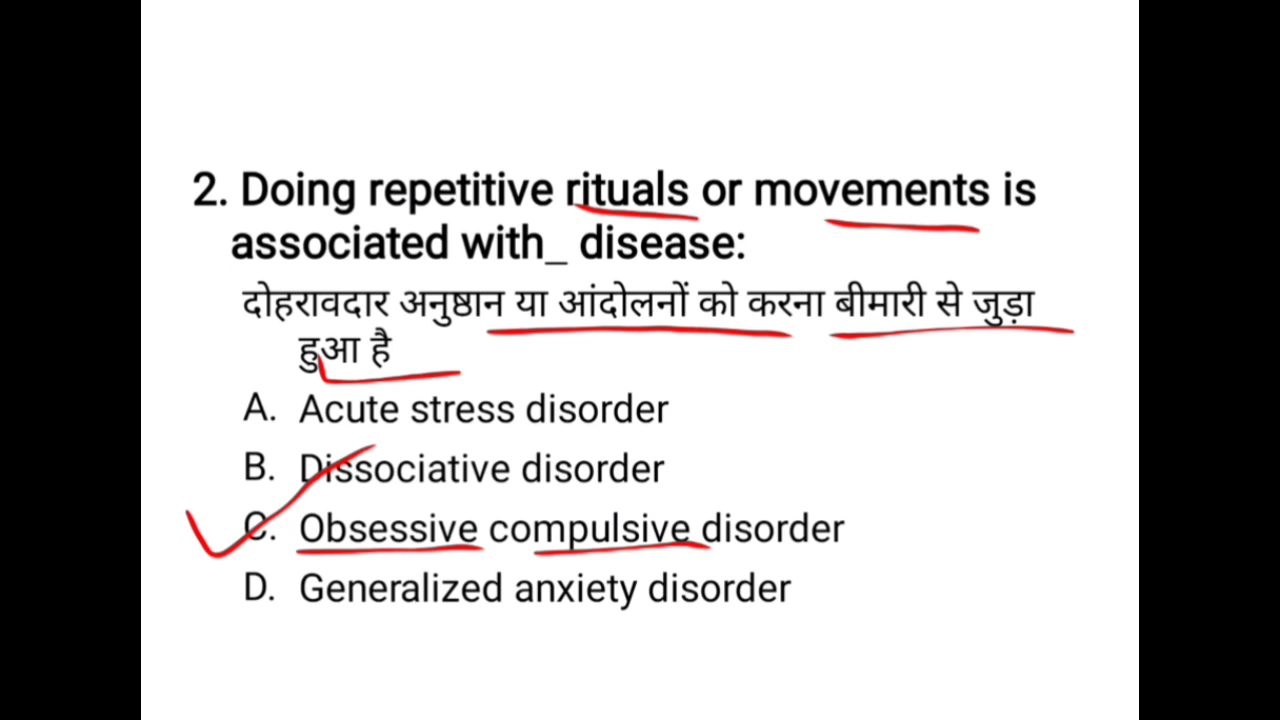 2. Doing repetitive rituals or movements is
associated with_ disease:
दोहरावदार अनुष्ठान या आंदोलनों को करना बीमारी से जुड़ा
हुआ है
A. Acute stress disorder
B. Dissociative disorder
C. Obsessive compulsive disorder
D. Generalized anxiety disorder